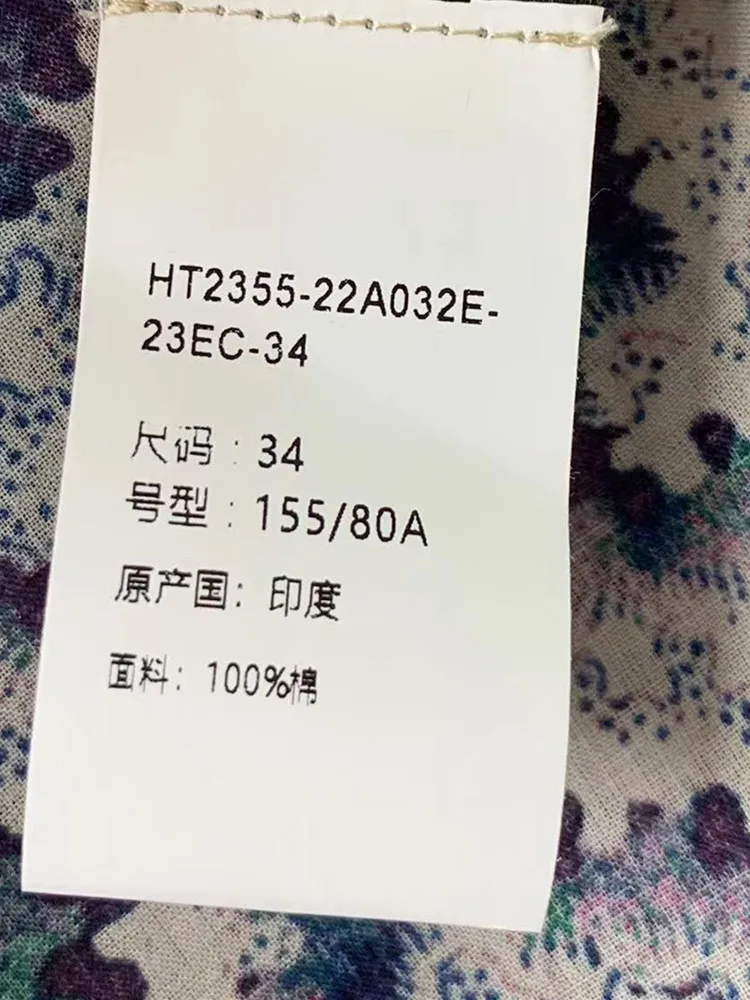 HT2355-22A032E-
23EC-34
尺码：34
号型：155/80A
原产国：印度
面料：100%棉